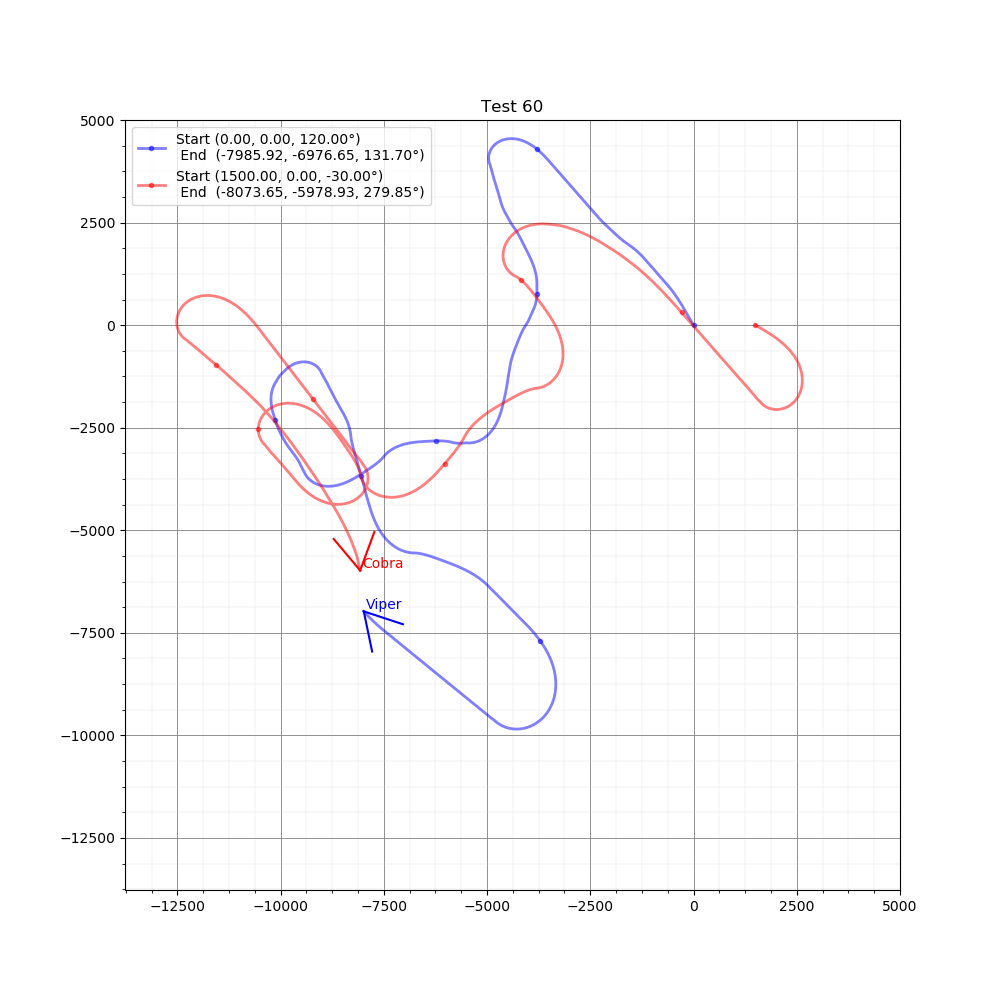 Test 60
Start (0.00, 0.00, 120.00°)
End  (-7985.92, -6976.65, 131.70°)
Start (1500.00, 0.00, -30.00°)
End  (-8073.65, -5978.93, 279.85°)
5000
2500
0
−2500
−5000
−7500
−10000
−12500
Cobra
Viper
−12500 −10000 −7500 −5000 −2500 0 2500 5000